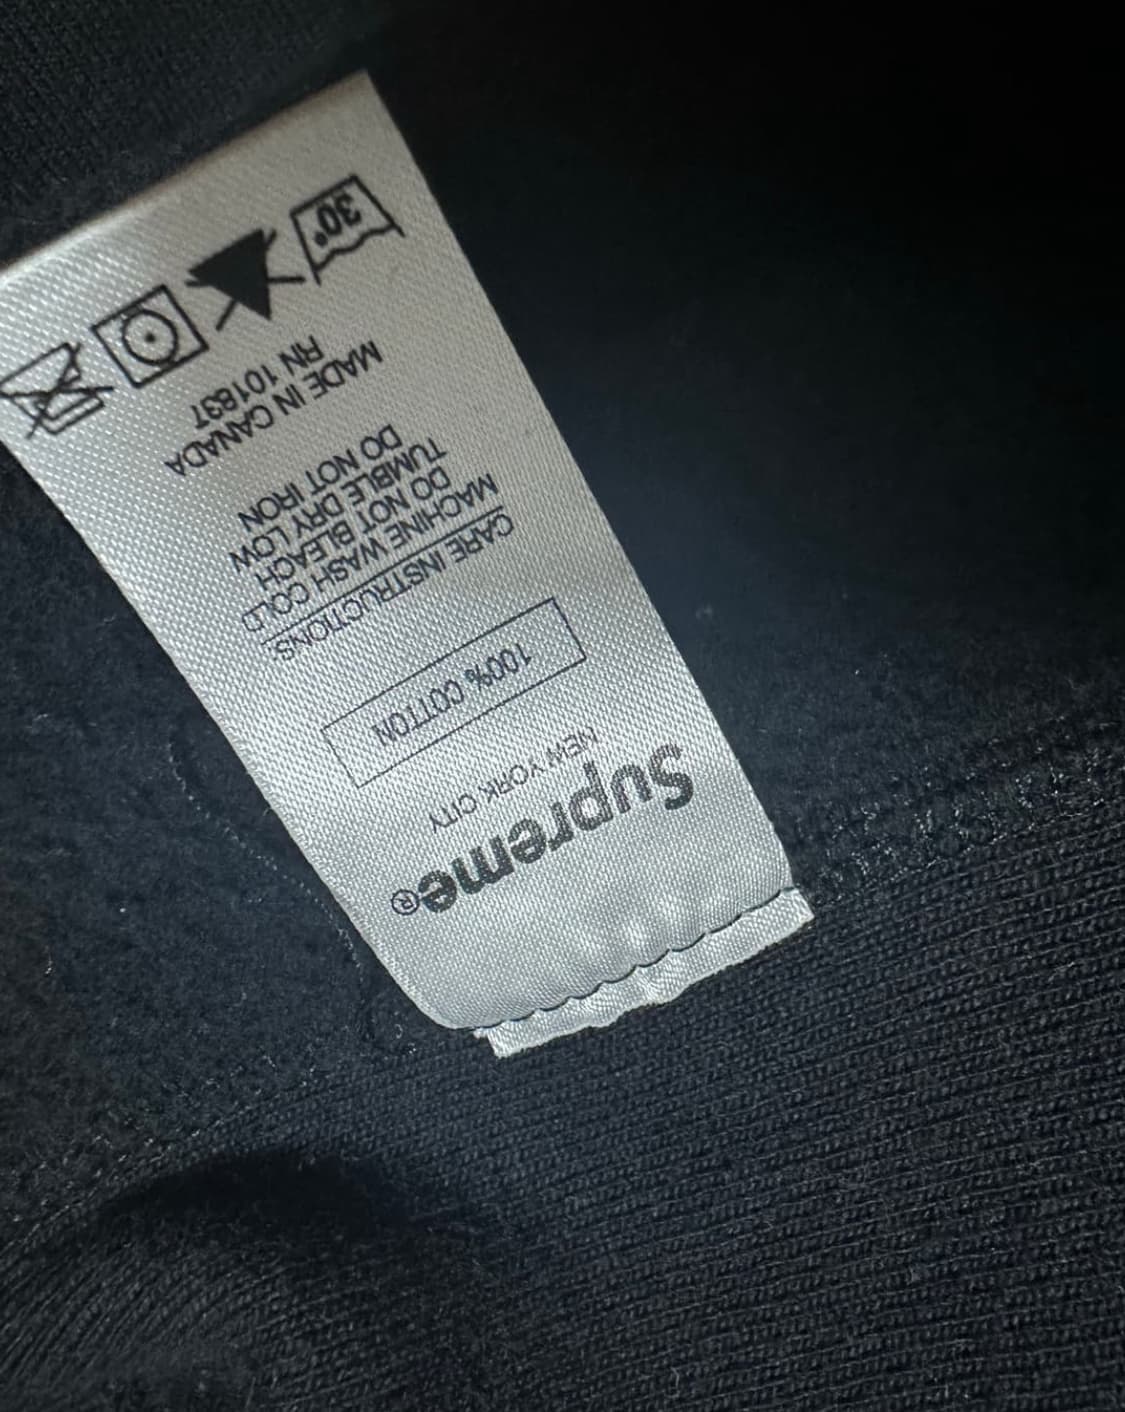 Supreme®
NEW YORK CITY
100% COTTON
CARE INSTRUCTIONS:
MACHINE WASH COLD
DO NOT BLEACH
TUMBLE DRY LOW
DO NOT IRON
MADE IN CANADA
RN 101837
30°